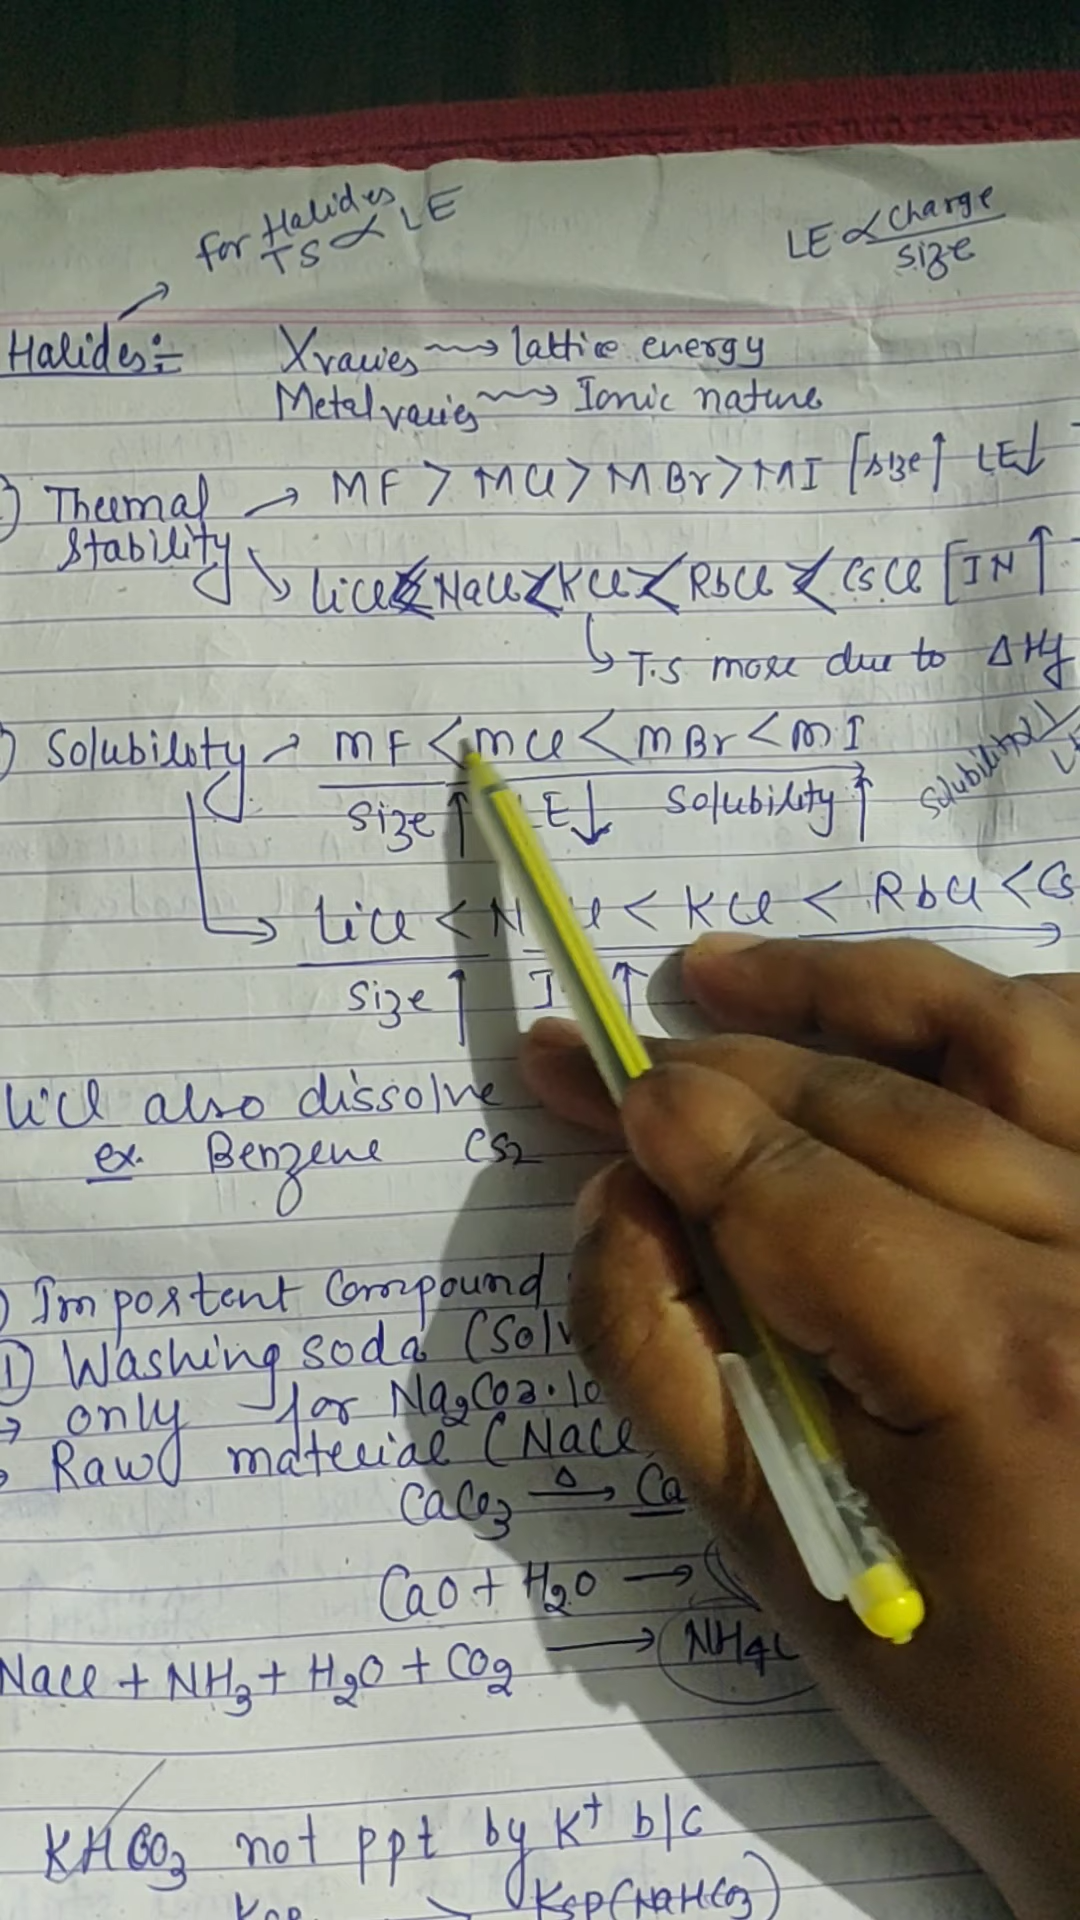 For Halides
TS ∝ LE
LE ∝ Charge/Size
Halides:- X varies → lattice energy
Metal varies → Ionic nature
Thermal Stability → MF > MCl > MBr > MI [size↑ LE↓
→ LiCl < NaCl < KCl < RbCl < CsCl [IN↑
→ T.S more due to ΔHf
Solubility → MF < MCl < MBr < MI
Size ↑ LE↓ Solubility ↑
Solubility ∝
→ LiCl < N l < KCl < RbCl < Cs
Size ↑ I ↑
LiCl also dissolve
ex. Benzene CS2
Important Compound
① Washing soda (Solv
→ only for Na2CO3.10
Raw material (NaCl,
CaCO3 —Δ→ Ca
CaO + H2O →
NaCl + NH3 + H2O + CO2 → NH4
KHCO3 not ppt by K+ b/c
Ksp(NaHCO3)